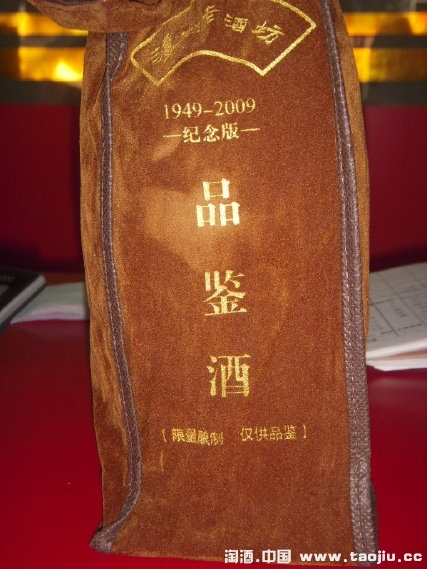 酒坊
1949-2009
—纪念版—
品
鉴
酒
【限量酿制 仅供品鉴】
淘酒.中国 www.taojiu.cc